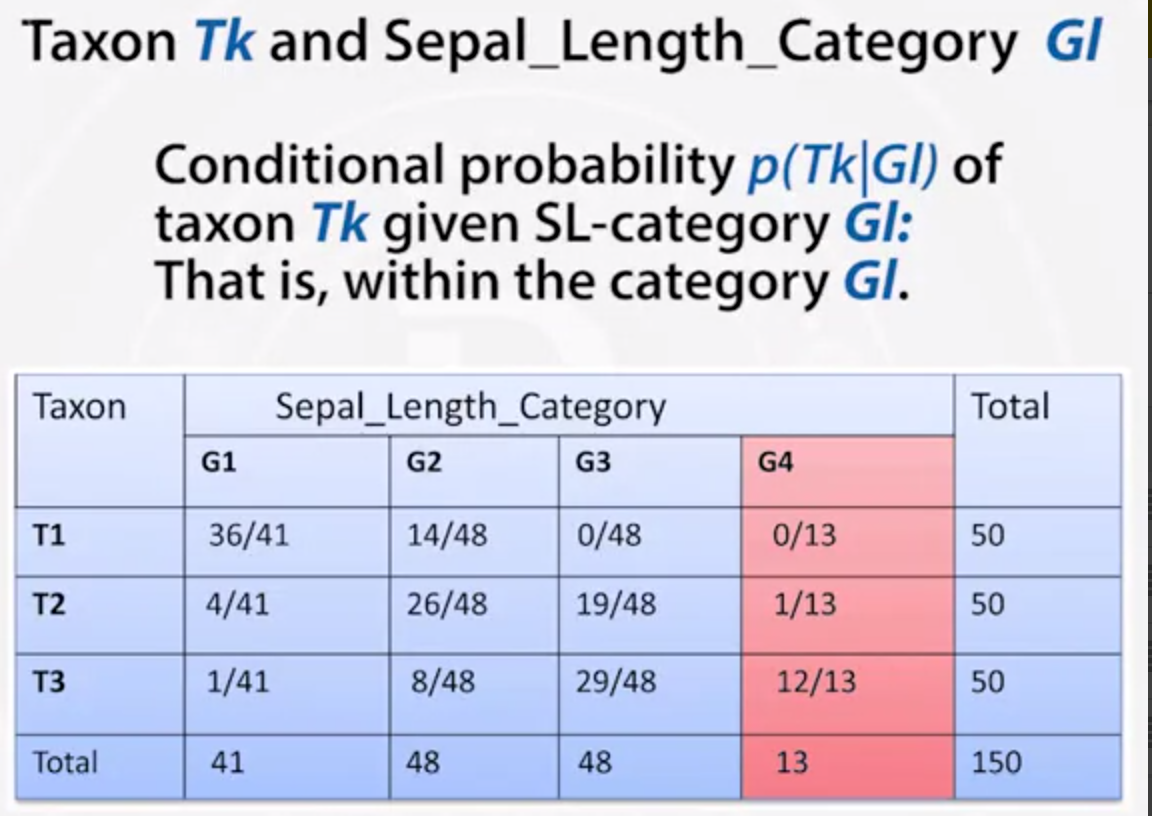 Taxon Tk and Sepal_Length_Category Gl
Conditional probability p(Tk|Gl) of
taxon Tk given SL-category Gl:
That is, within the category Gl.
Taxon Sepal_Length_Category Total
G1 G2 G3 G4
T1 36/41 14/48 0/48 0/13 50
T2 4/41 26/48 19/48 1/13 50
T3 1/41 8/48 29/48 12/13 50
Total 41 48 48 13 150